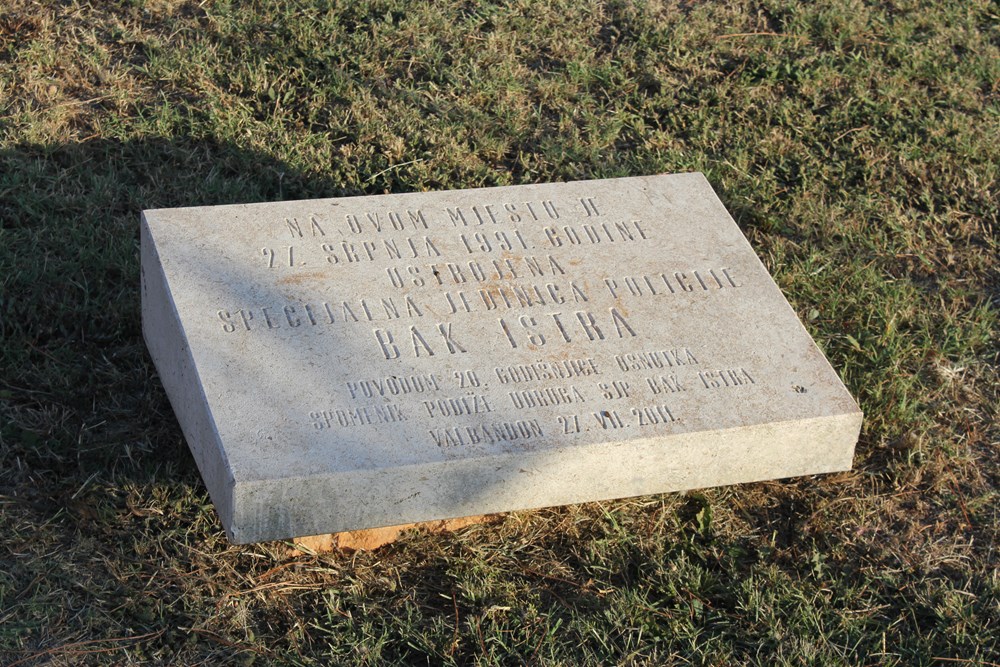 NA OVOM MJESTU JE
27. SRPNJA 1991. GODINE
USTROJENA
SPECIJALNA JEDINICA POLICIJE
BAK ISTRA
POVODOM 20. GODIŠNJICE OSNUTKA
SPOMENIK PODIŽE UDRUGA SJP BAK ISTRA
VALBANDON 27. VII. 2011.